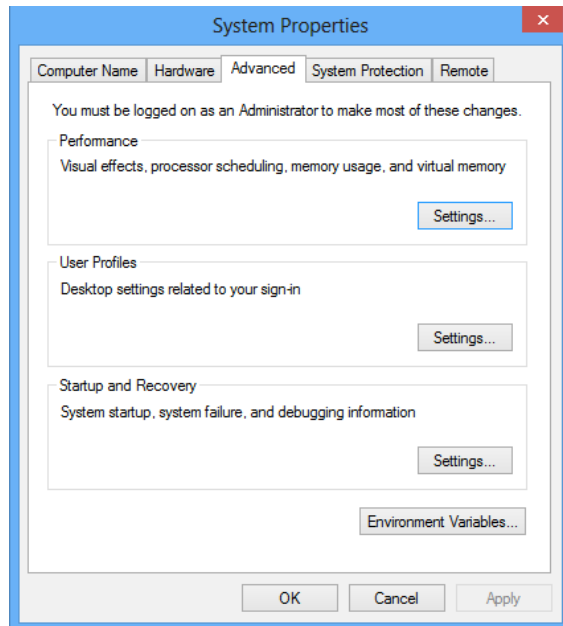 System Properties
Computer Name Hardware Advanced System Protection Remote
You must be logged on as an Administrator to make most of these changes.
Performance
Visual effects, processor scheduling, memory usage, and virtual memory
Settings...
User Profiles
Desktop settings related to your sign-in
Settings...
Startup and Recovery
System startup, system failure, and debugging information
Settings...
Environment Variables...
OK Cancel Apply